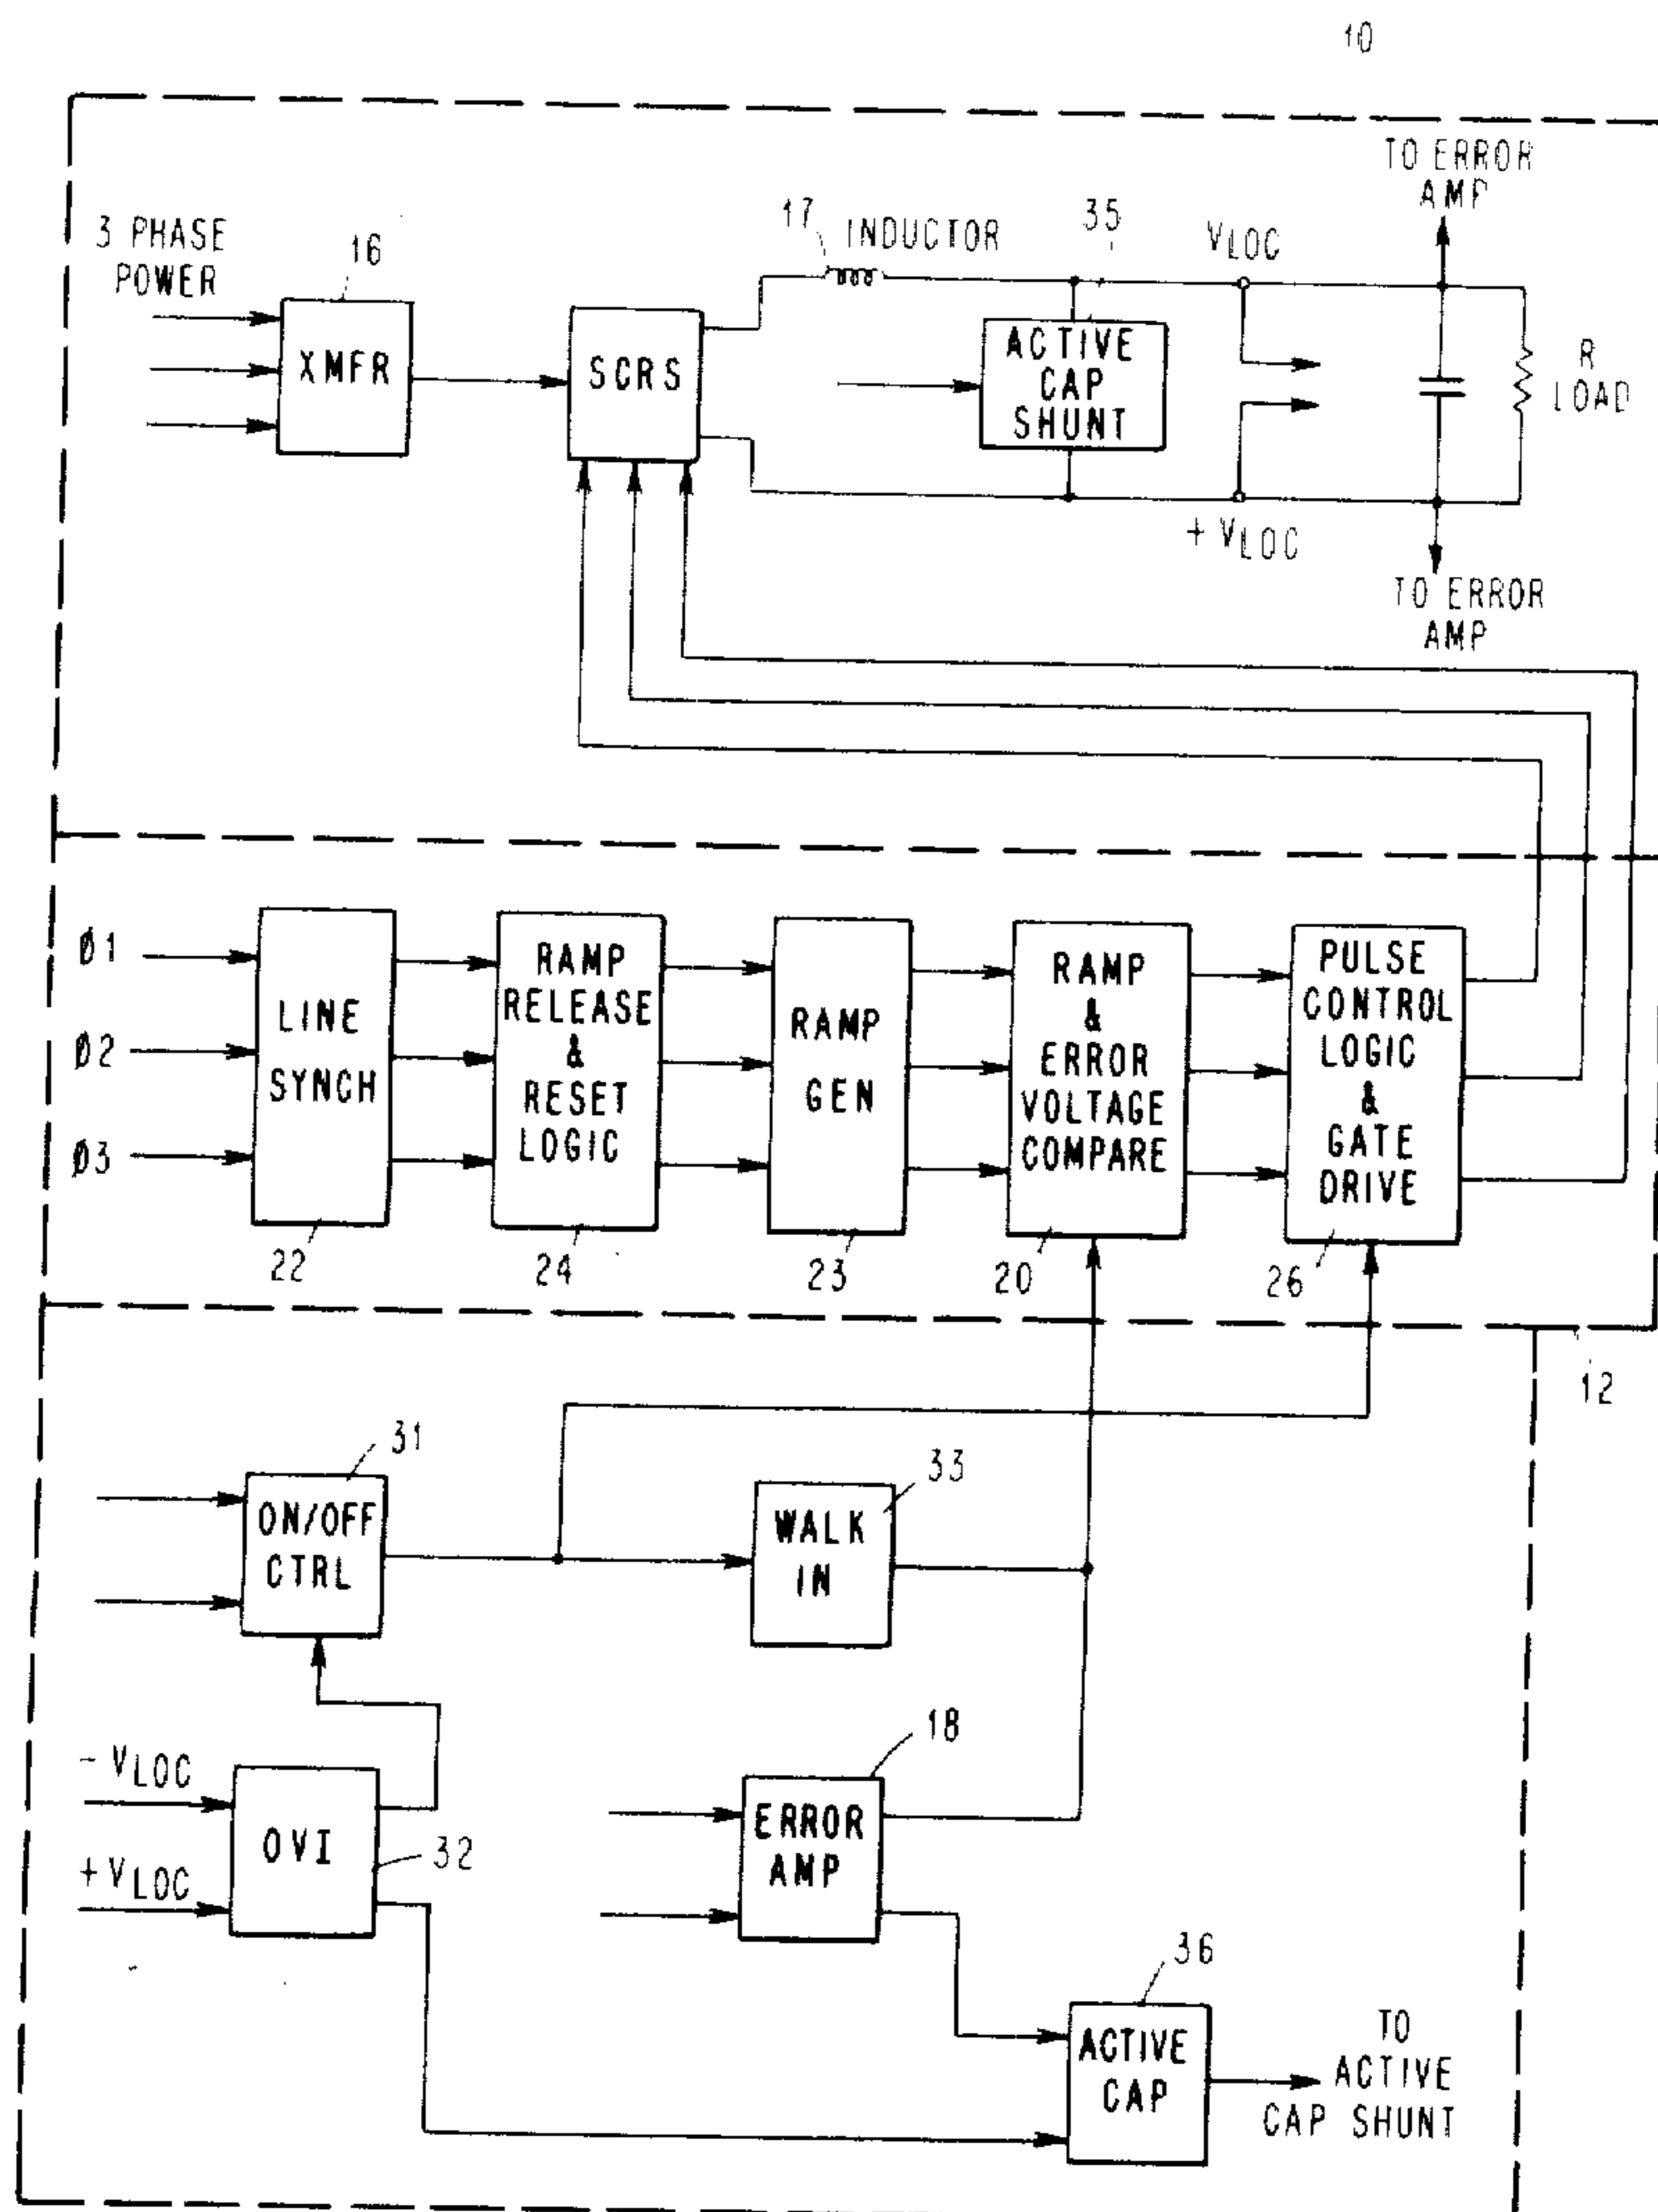 10
TO ERROR
AMP
3 PHASE
POWER
16
17
INDUCTOR
35
VLOC
XMFR
SCRS
ACTIVE
CAP
SHUNT
R
LOAD
+ VLOC
TO ERROR
AMP
Ø1
Ø2
Ø3
LINE
SYNCH
RAMP
RELEASE
&
RESET
LOGIC
RAMP
GEN
RAMP
&
ERROR
VOLTAGE
COMPARE
PULSE
CONTROL
LOGIC
&
GATE
DRIVE
22
24
23
20
26
12
31
33
ON/OFF
CTRL
WALK
IN
- VLOC
+ VLOC
OVI
32
18
ERROR
AMP
36
ACTIVE
CAP
TO
ACTIVE
CAP SHUNT